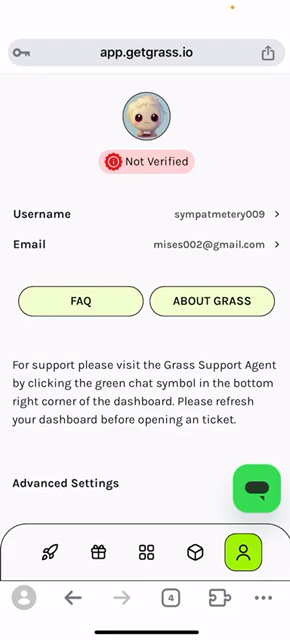 app.getgrass.io
Not Verified
Username sympatmetery009
Email mises002@gmail.com
FAQ ABOUT GRASS
For support please visit the Grass Support Agent
by clicking the green chat symbol in the bottom
right corner of the dashboard. Please refresh
your dashboard before opening an ticket.
Advanced Settings
4